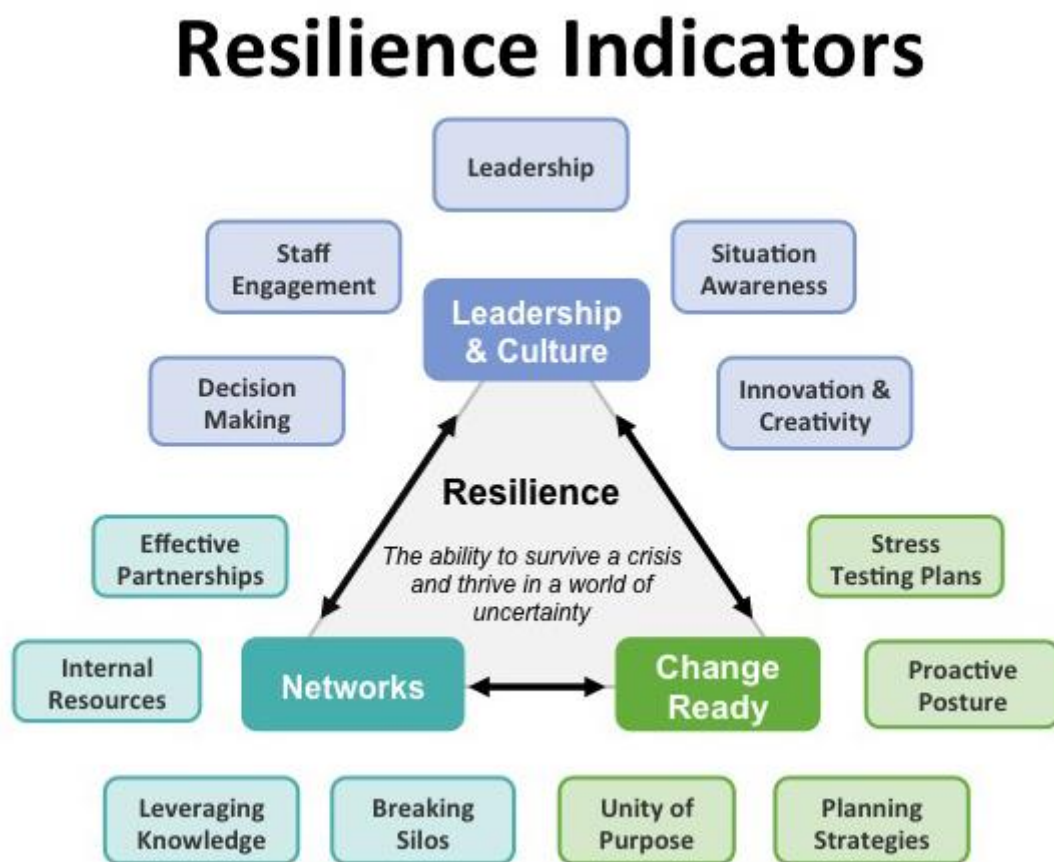 Resilience Indicators
Leadership
Staff
Engagement
Situation
Awareness
Leadership
& Culture
Decision
Making
Innovation &
Creativity
Resilience
The ability to survive a crisis
and thrive in a world of
uncertainty
Effective
Partnerships
Stress
Testing Plans
Internal
Resources
Networks
Change
Ready
Proactive
Posture
Leveraging
Knowledge
Breaking
Silos
Unity of
Purpose
Planning
Strategies